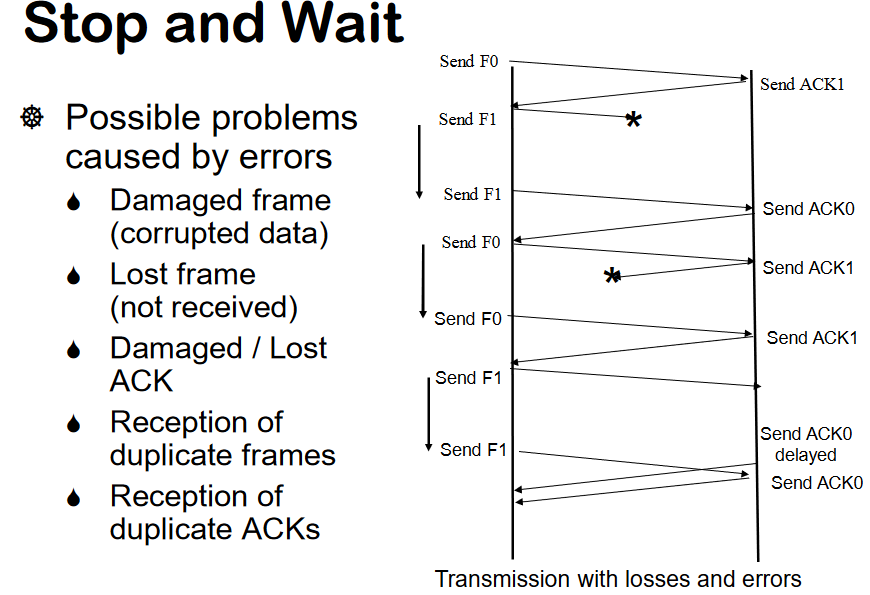 Stop and Wait
Possible problems
caused by errors
Damaged frame
(corrupted data)
Lost frame
(not received)
Damaged / Lost
ACK
Reception of
duplicate frames
Reception of
duplicate ACKs
Send F0
Send ACK1
Send F1
*
Send F1
Send ACK0
Send F0
Send ACK1
*
Send F0
Send ACK1
Send F1
Send ACK0
delayed
Send F1
Send ACK0
Transmission with losses and errors